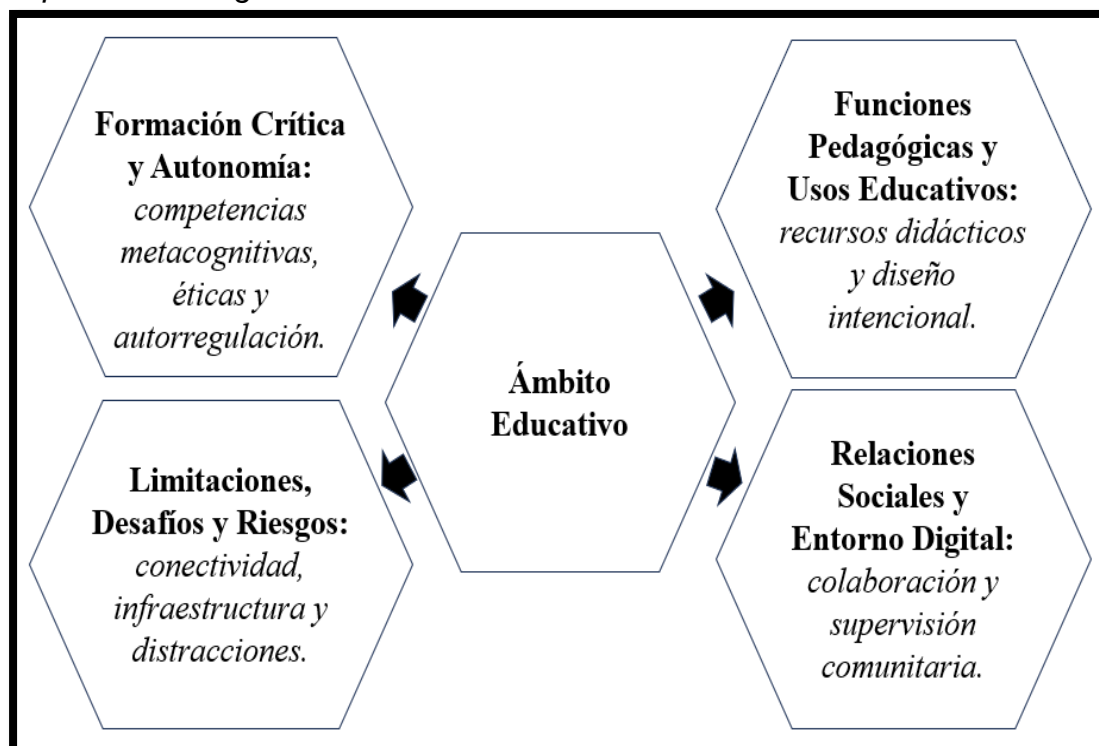 Formación Crítica
y Autonomía:
competencias
metacognitivas,
éticas y
autorregulación.
Funciones
Pedagógicas y
Usos Educativos:
recursos didácticos
y diseño
intencional.
Ámbito
Educativo
Limitaciones,
Desafíos y Riesgos:
conectividad,
infraestructura y
distracciones.
Relaciones
Sociales y
Entorno Digital:
colaboración y
supervisión
comunitaria.